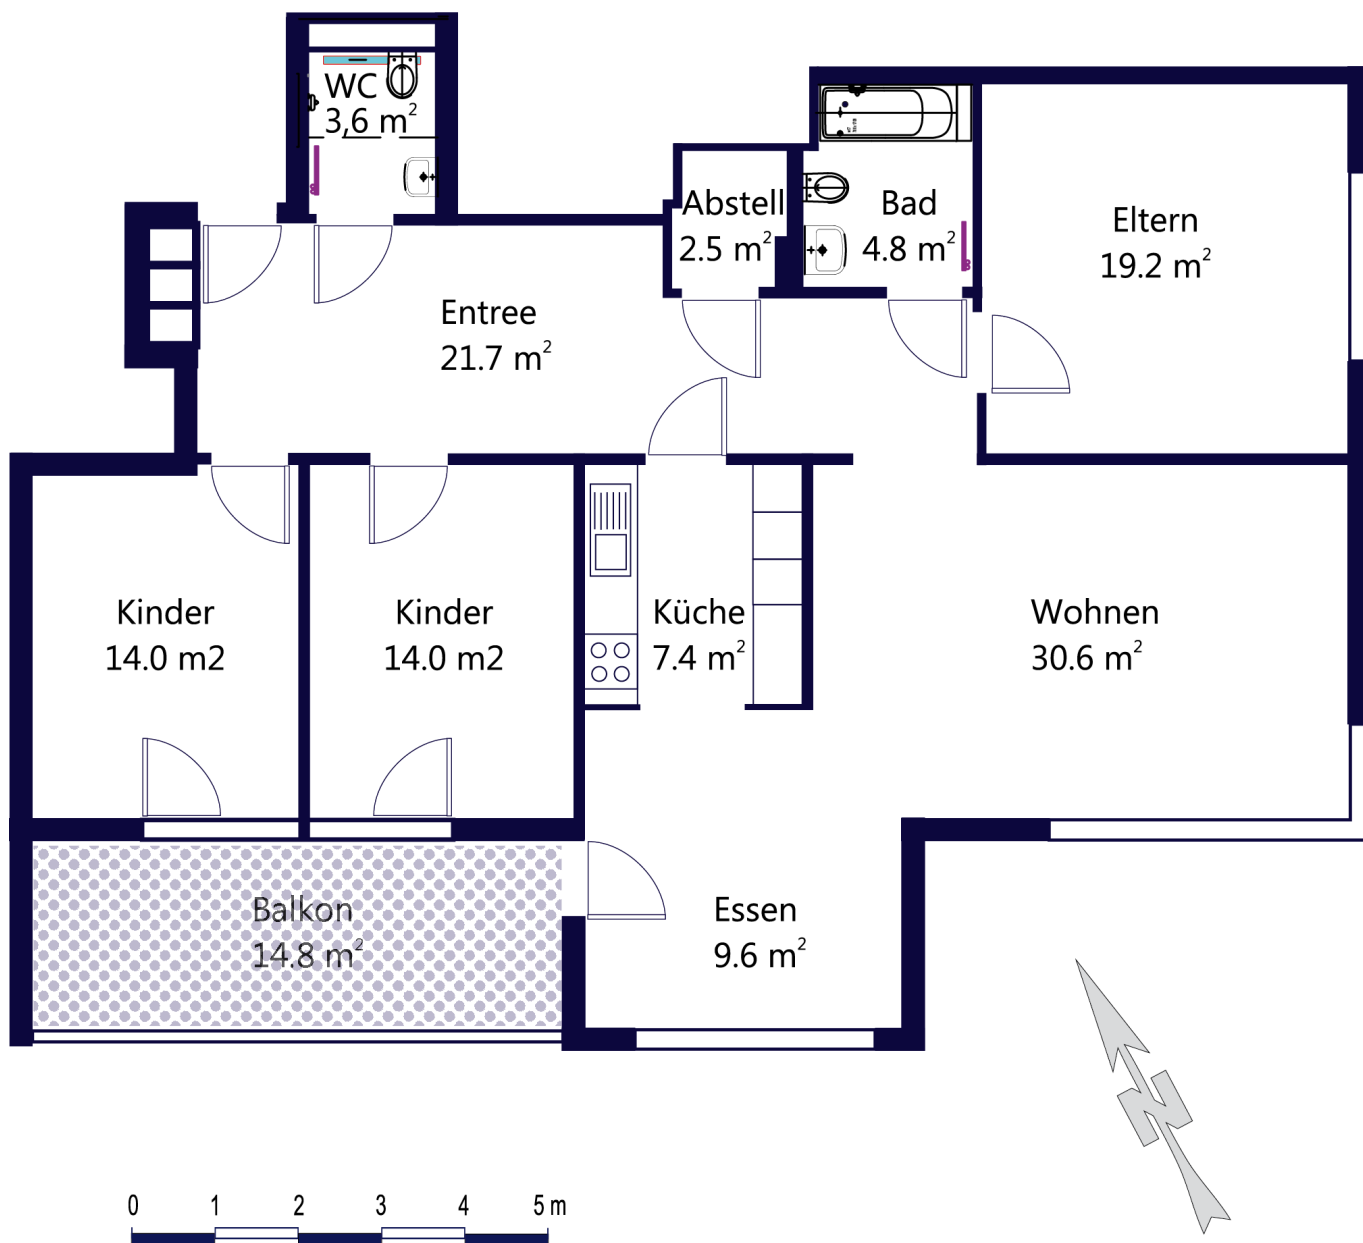 WC
3,6 m²
Abstell
2.5 m²
Bad
4.8 m²
Eltern
19.2 m²
Entree
21.7 m²
Kinder
14.0 m2
Kinder
14.0 m2
Küche
7.4 m²
Wohnen
30.6 m²
Balkon
14.8 m²
Essen
9.6 m²
N
0 1 2 3 4 5 m